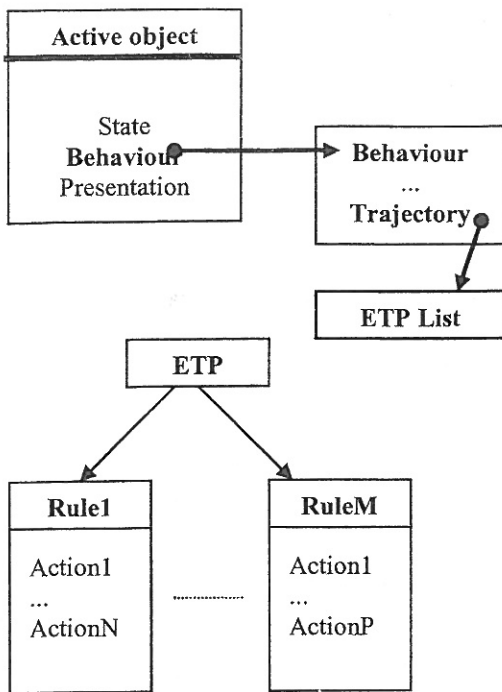 Active object
State
Behaviour
Presentation
Behaviour
...
Trajectory
ETP List
ETP
Rule1
Action1
...
ActionN
RuleM
Action1
...
ActionP